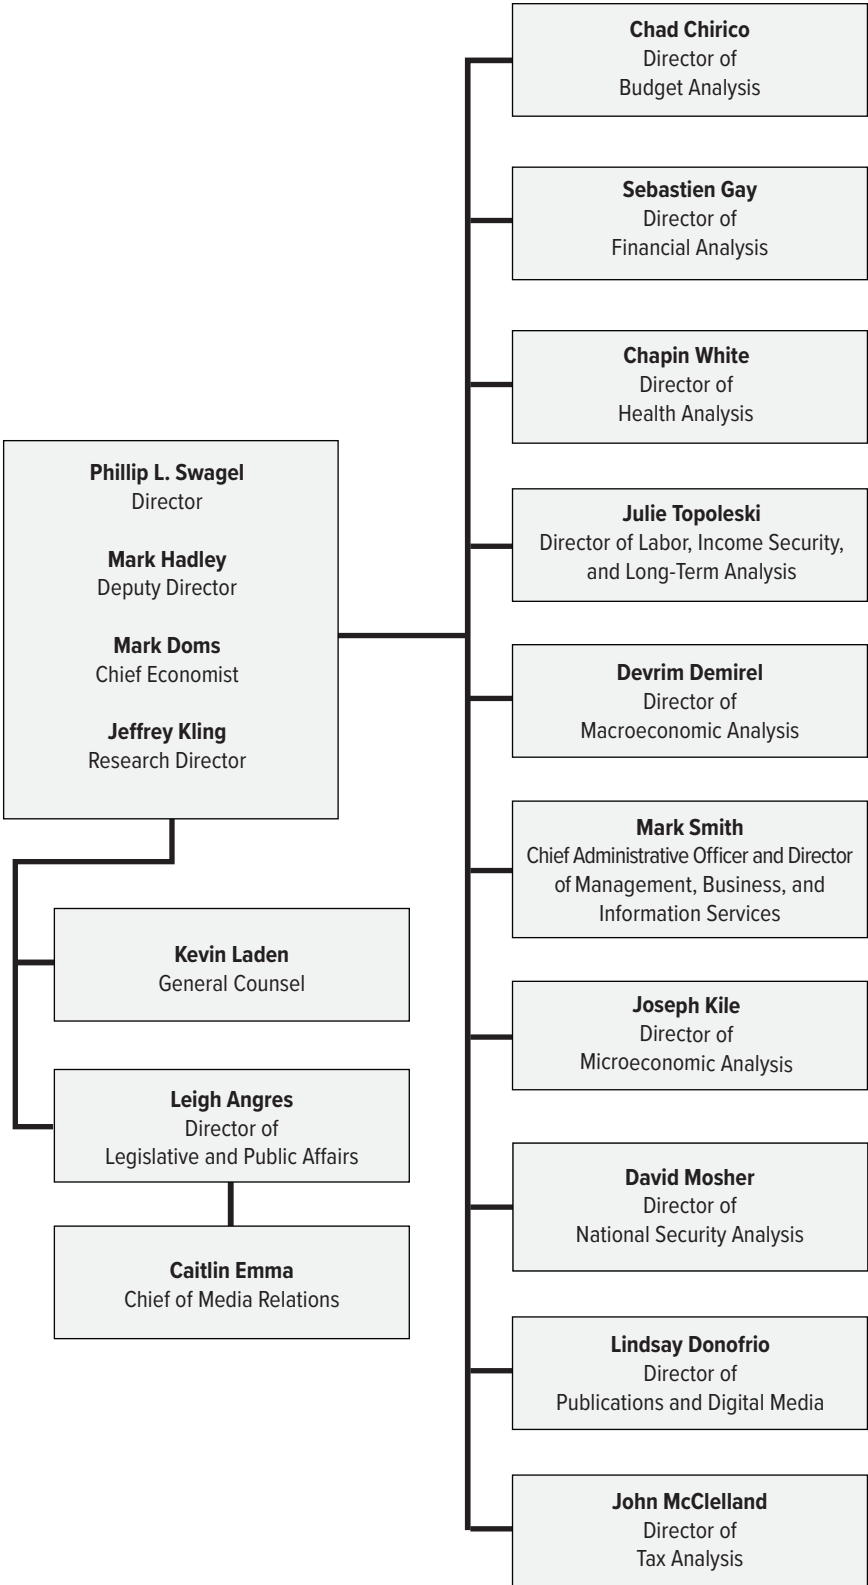 Phillip L. Swagel
Director
Mark Hadley
Deputy Director
Mark Doms
Chief Economist
Jeffrey Kling
Research Director
Kevin Laden
General Counsel
Leigh Angres
Director of
Legislative and Public Affairs
Caitlin Emma
Chief of Media Relations
Chad Chirico
Director of
Budget Analysis
Sebastien Gay
Director of
Financial Analysis
Chapin White
Director of
Health Analysis
Julie Topoleski
Director of Labor, Income Security,
and Long-Term Analysis
Devrim Demirel
Director of
Macroeconomic Analysis
Mark Smith
Chief Administrative Officer and Director
of Management, Business, and
Information Services
Joseph Kile
Director of
Microeconomic Analysis
David Mosher
Director of
National Security Analysis
Lindsay Donofrio
Director of
Publications and Digital Media
John McClelland
Director of
Tax Analysis